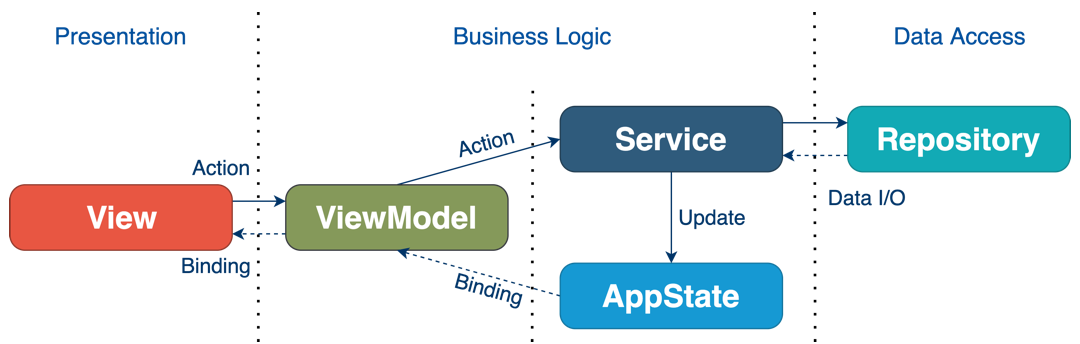 Presentation
Business Logic
Data Access
Action
View
Binding
ViewModel
Action
Binding
Service
Update
AppState
Repository
Data I/O